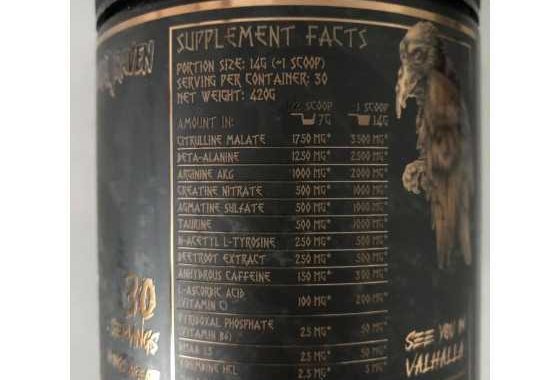 VEN
SUPPLEMENT FACTS
PORTION SIZE: 14G (~1 SCOOP)
SERVING PER CONTAINER: 30
NET WEIGHT: 420G
SCOOP ~1 SCOOP
AMOUNT IN: 7G 14G
CITRULLINE MALATE 1750 MG* 3500 MG*
BETA-ALANINE 1250 MG* 2500 MG*
ARGININE AKG 1000 MG* 2000 MG*
CREATINE NITRATE 500 MG* 1000 MG*
AGMATINE SULFATE 500 MG* 1000 MG*
TAURINE 500 MG* 1000 MG*
N-ACETYL L-TYROSINE 250 MG* 500 MG*
BEETROOT EXTRACT 250 MG* 500 MG*
ANHYDROUS CAFFEINE 150 MG* 300 MG*
L-ASCORBIC ACID
(VITAMIN C) 100 MG* 200 MG*
PYRIDOXAL PHOSPHATE
(VITAMIN B6) 25 MG* 50 MG*
25 MG* 50 MG*
HCL
30
SERVINGS
SEE YOU IN
VALHALLA